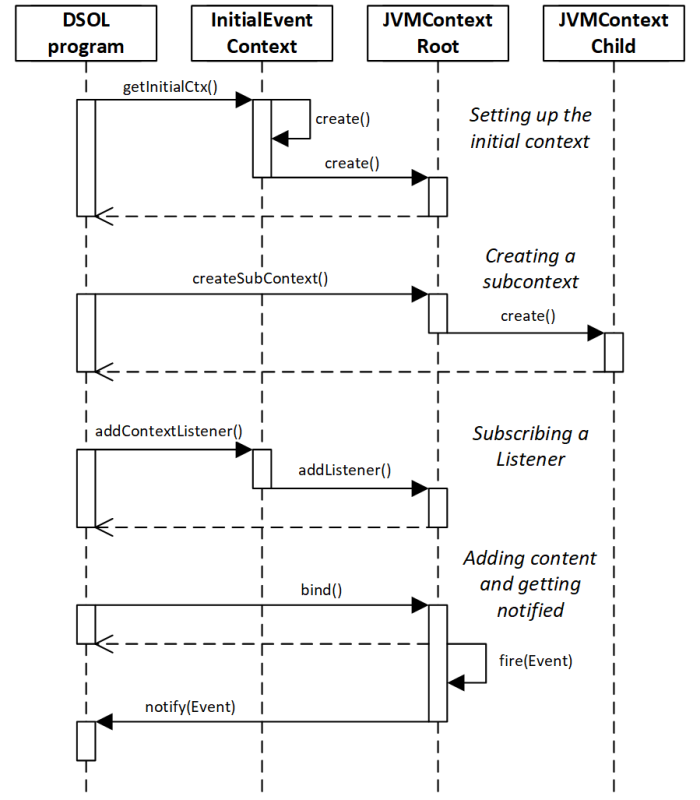 DSOL
program
InitialEvent
Context
JVMContext
Root
JVMContext
Child
getInitialCtx()
create()
Setting up the
initial context
create()
Creating a
subcontext
createSubContext()
create()
addContextListener()
Subscribing a
Listener
addListener()
Adding content
and getting
notified
bind()
fire(Event)
notify(Event)